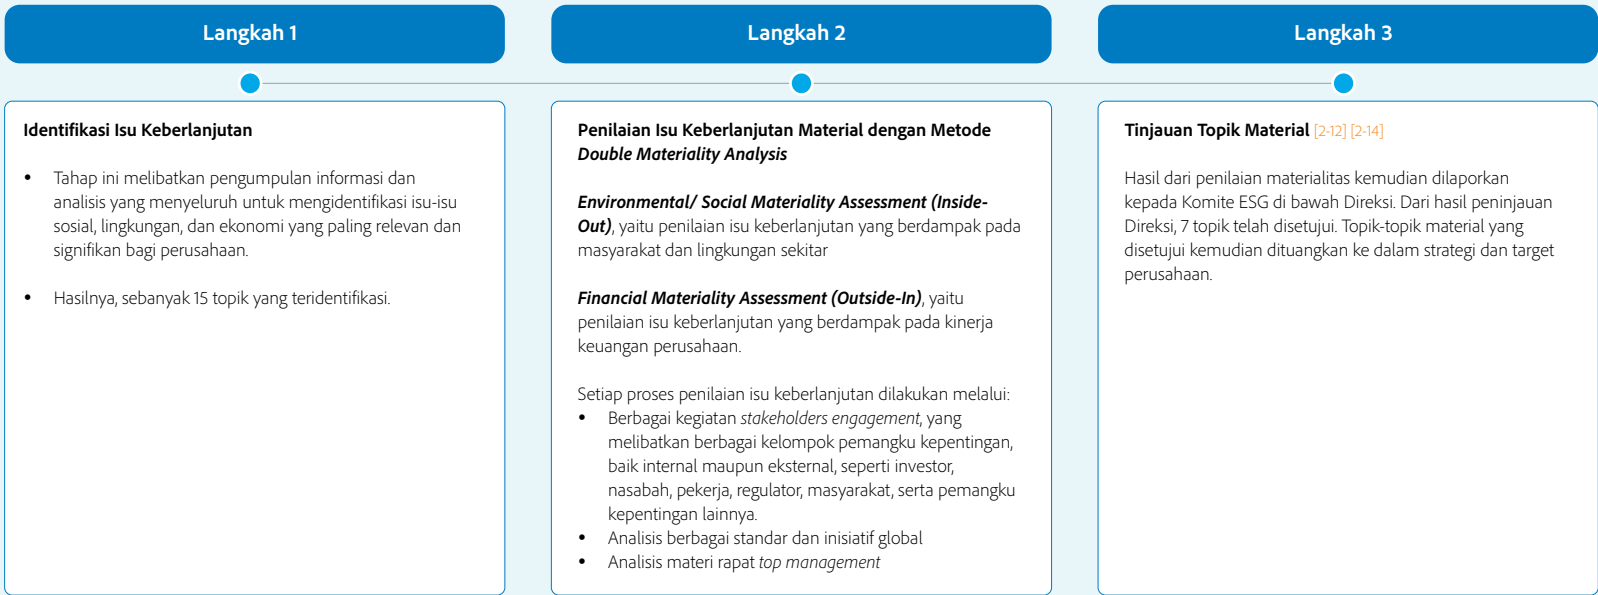 Langkah 1
Identifikasi Isu Keberlanjutan
• Tahap ini melibatkan pengumpulan informasi dan
analisis yang menyeluruh untuk mengidentifikasi isu-isu
sosial, lingkungan, dan ekonomi yang paling relevan dan
signifikan bagi perusahaan.
• Hasilnya, sebanyak 15 topik yang teridentifikasi.
Langkah 2
Penilaian Isu Keberlanjutan Material dengan Metode
Double Materiality Analysis
Environmental/ Social Materiality Assessment (Inside-
Out), yaitu penilaian isu keberlanjutan yang berdampak pada
masyarakat dan lingkungan sekitar
Financial Materiality Assessment (Outside-In), yaitu
penilaian isu keberlanjutan yang berdampak pada kinerja
keuangan perusahaan.
Setiap proses penilaian isu keberlanjutan dilakukan melalui:
• Berbagai kegiatan stakeholders engagement, yang
melibatkan berbagai kelompok pemangku kepentingan,
baik internal maupun eksternal, seperti investor,
nasabah, pekerja, regulator, masyarakat, serta pemangku
kepentingan lainnya.
• Analisis berbagai standar dan inisiatif global
• Analisis materi rapat top management
Langkah 3
Tinjauan Topik Material [2-12] [2-14]
Hasil dari penilaian materialitas kemudian dilaporkan
kepada Komite ESG di bawah Direksi. Dari hasil peninjauan
Direksi, 7 topik telah disetujui. Topik-topik material yang
disetujui kemudian dituangkan ke dalam strategi dan target
perusahaan.